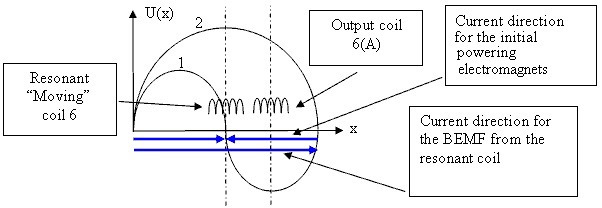 U(x)
2
1
x
Output coil
6(A)
Current direction
for the initial
powering
electromagnets
Resonant
“Moving”
coil 6
Current direction for
the BEMF from the
resonant coil